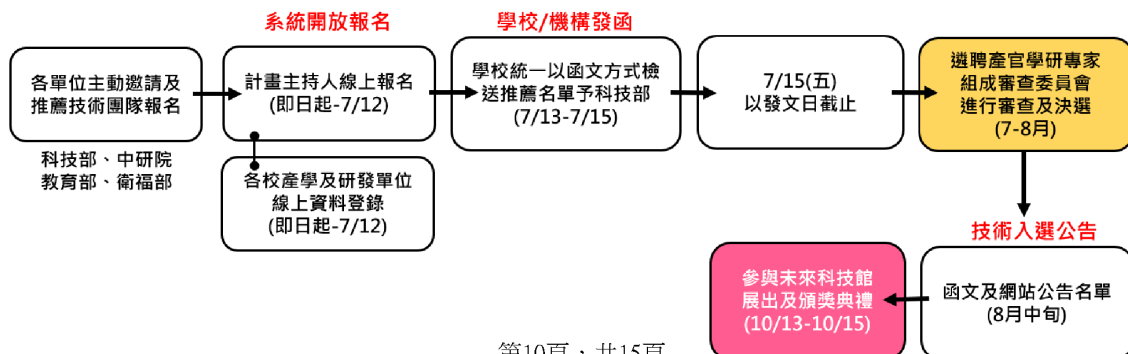 系統開放報名
學校/機構發函
各單位主動邀請及
推薦技術團隊報名
計畫主持人線上報名
(即日起-7/12)
學校統一以函文方式檢
送推薦名單予科技部
(7/13-7/15)
7/15(五)
以發文日截止
遴聘產官學研專家
組成審查委員會
進行審查及決選
(7-8月)
科技部、中研院
教育部、衛福部
各校產學及研發單位
線上資料登錄
(即日起-7/12)
技術入選公告
參與未來科技館
展出及頒獎典禮
(10/13-10/15)
函文及網站公告名單
(8月中旬)
第10頁，共15頁